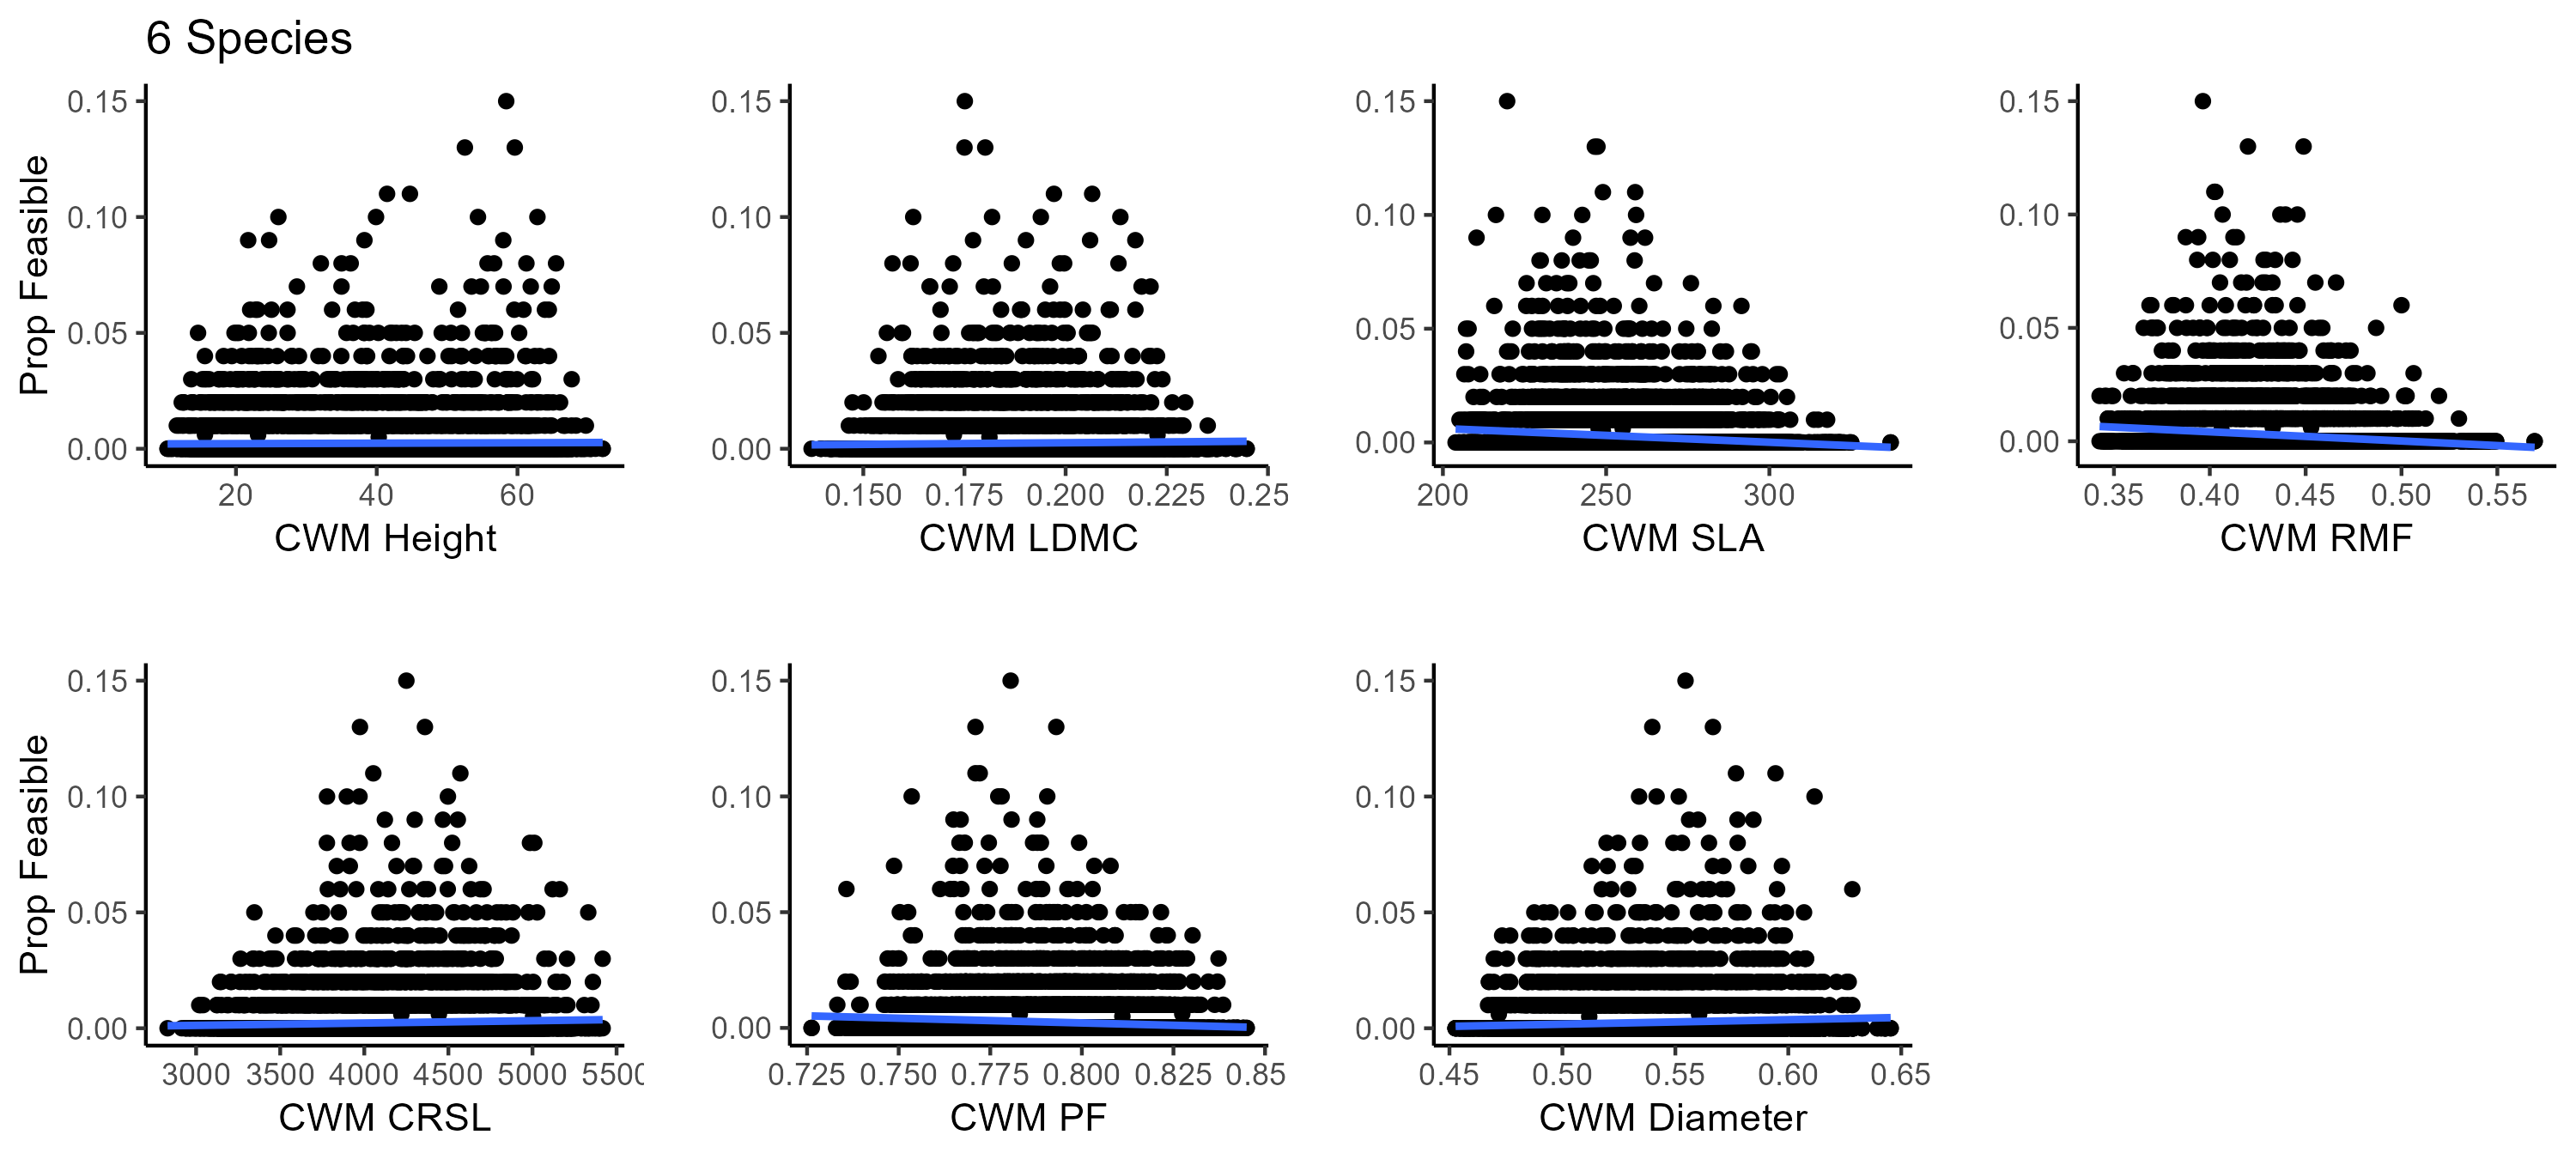 6 Species
Prop Feasible
0.15
0.10
0.05
0.00
20 40 60
CWM Height
0.15
0.10
0.05
0.00
0.150 0.175 0.200 0.225 0.25
CWM LDMC
0.15
0.10
0.05
0.00
200 250 300
CWM SLA
0.15
0.10
0.05
0.00
0.35 0.40 0.45 0.50 0.55
CWM RMF
Prop Feasible
0.15
0.10
0.05
0.00
3000 3500 4000 4500 5000 5500
CWM CRSL
0.15
0.10
0.05
0.00
0.725 0.750 0.775 0.800 0.825 0.85
CWM PF
0.15
0.10
0.05
0.00
0.45 0.50 0.55 0.60 0.65
CWM Diameter